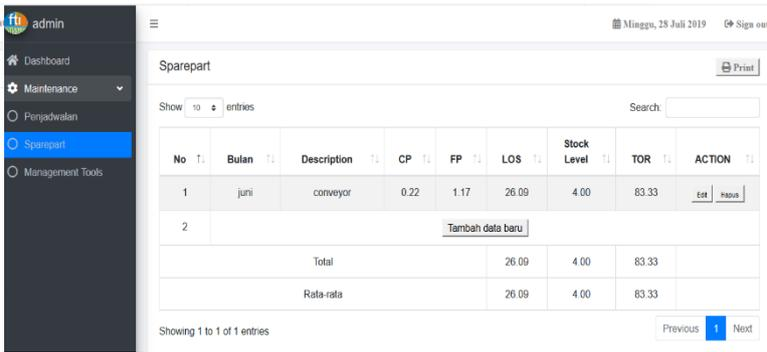 fti admin
Minggu, 28 Juli 2019 Sign out
Dashboard
Maintenance
Penjadwalan
Sparepart
Management Tools
Sparepart
Print
Show 10 entries
Search:
No Bulan Description CP FP LOS Stock Level TOR ACTION
1 juni conveyor 0.22 1.17 26.09 4.00 83.33 Edit Hapus
2 Tambah data baru
Total 26.09 4.00 83.33
Rata-rata 26.09 4.00 83.33
Showing 1 to 1 of 1 entries
Previous 1 Next